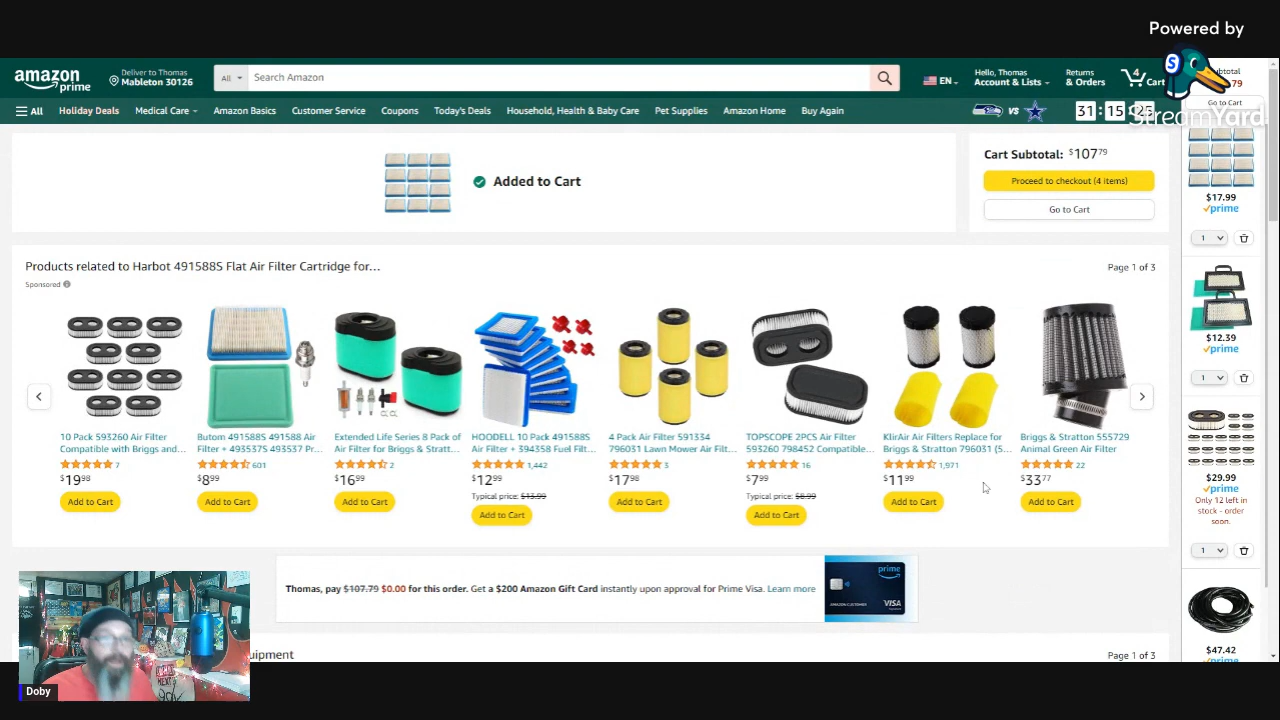 Powered by
StreamYard
amazon
prime
Deliver to Thomas
Mableton 30126
All
Search Amazon
EN
Hello, Thomas
Account & Lists
Returns
& Orders
4
Cart
Go to Cart
All
Holiday Deals
Medical Care
Amazon Basics
Customer Service
Coupons
Today's Deals
Household, Health & Baby Care
Pet Supplies
Amazon Home
Buy Again
VS
31:15:25
Added to Cart
Cart Subtotal: $107.79
Proceed to checkout (4 items)
Go to Cart
Products related to Harbot 491588S Flat Air Filter Cartridge for...
Page 1 of 3
Sponsored
10 Pack 593260 Air Filter
Compatible with Briggs and...
7
$19.98
Add to Cart
Butom 491588S 491588 Air
Filter + 493537S 493537 Pr...
601
$8.99
Add to Cart
Extended Life Series 8 Pack of
Air Filter for Briggs & Stratt...
2
$16.99
Add to Cart
HOODELL 10 Pack 491588S
Air Filter + 394358 Fuel Filt...
1,442
$12.99
Typical price: $13.99
Add to Cart
4 Pack Air Filter 591334
796031 Lawn Mower Air Filt...
5
$17.98
Add to Cart
TOPSCOPE 2PCS Air Filter
593260 798452 Compatible...
16
$7.99
Typical price: $8.99
Add to Cart
KlirAir Air Filters Replace for
Briggs & Stratton 796031 (5...
1,971
$11.99
Add to Cart
Briggs & Stratton 555729
Animal Green Air Filter
22
$33.77
Add to Cart
Thomas, pay $107.79 $0.00 for this order. Get a $200 Amazon Gift Card instantly upon approval for Prime Visa. Learn more
prime
VISA
Page 1 of 3
Doby
$17.99
prime
1
$12.39
prime
1
$29.99
prime
Only 12 left in
stock - order
soon.
1
$47.42